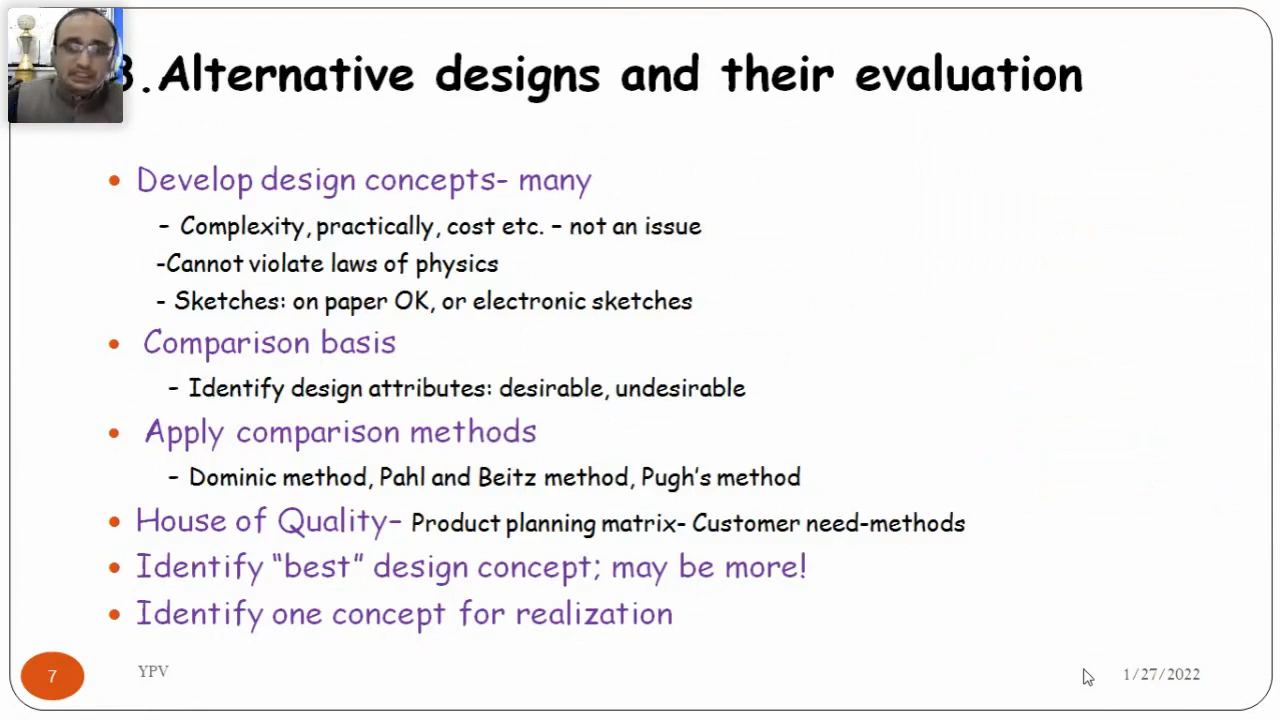 3.Alternative designs and their evaluation
• Develop design concepts- many
- Complexity, practically, cost etc. – not an issue
-Cannot violate laws of physics
- Sketches: on paper OK, or electronic sketches
• Comparison basis
- Identify design attributes: desirable, undesirable
• Apply comparison methods
- Dominic method, Pahl and Beitz method, Pugh's method
• House of Quality– Product planning matrix- Customer need-methods
• Identify "best" design concept; may be more!
• Identify one concept for realization
7
YPV
1/27/2022